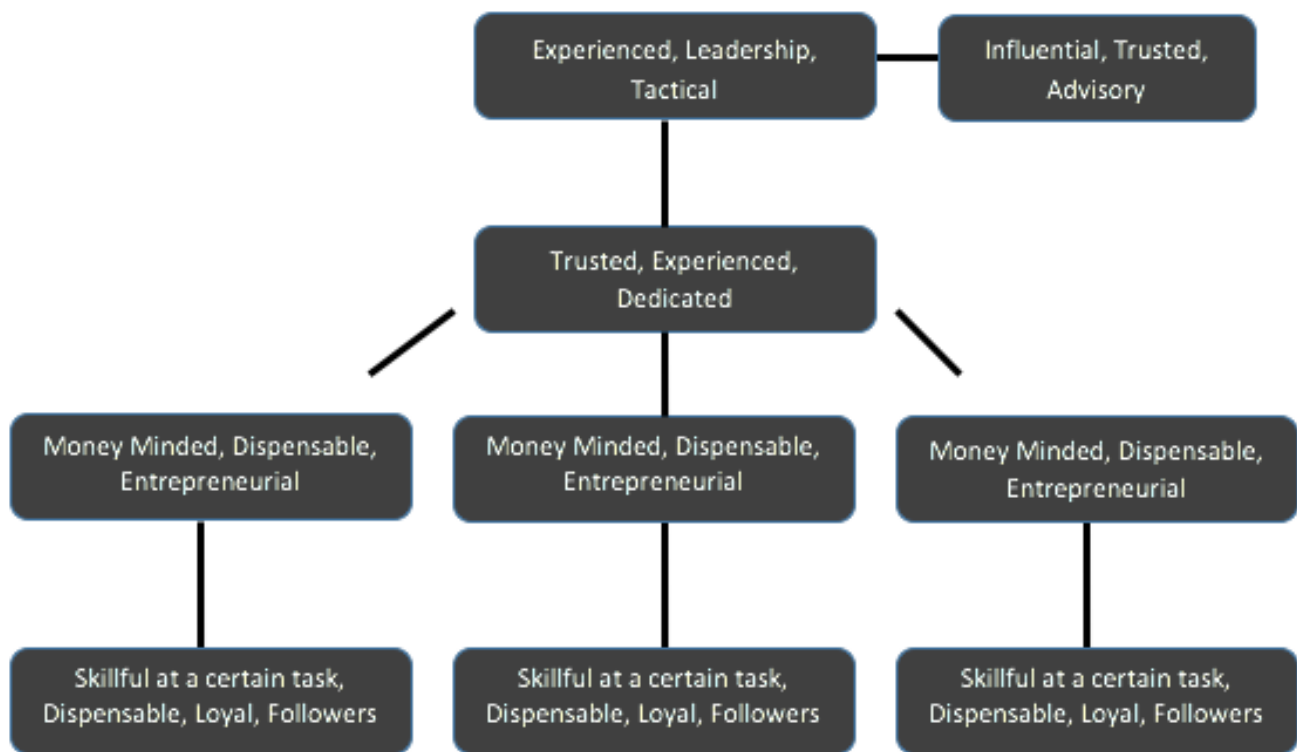 Experienced, Leadership,
Tactical
Influential, Trusted,
Advisory
Trusted, Experienced,
Dedicated
Money Minded, Dispensable,
Entrepreneurial
Money Minded, Dispensable,
Entrepreneurial
Money Minded, Dispensable,
Entrepreneurial
Skillful at a certain task,
Dispensable, Loyal, Followers
Skillful at a certain task,
Dispensable, Loyal, Followers
Skillful at a certain task,
Dispensable, Loyal, Followers